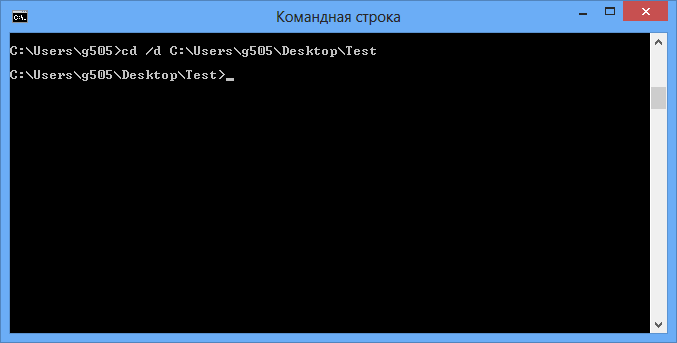 Командная строка
C:\Users\g505>cd /d C:\Users\g505\Desktop\Test
C:\Users\g505\Desktop\Test>_